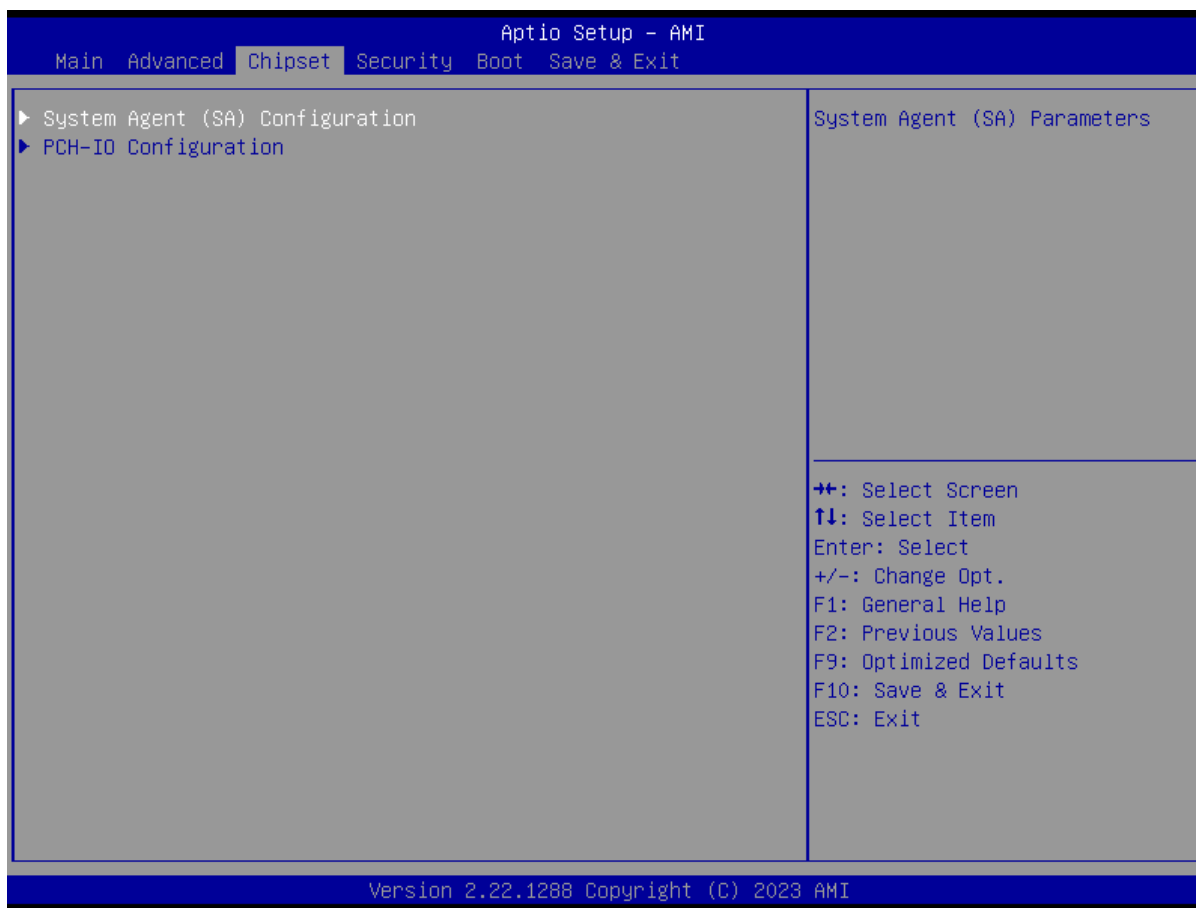 Aptio Setup – AMI
Main Advanced Chipset Security Boot Save & Exit
▶ System Agent (SA) Configuration
▶ PCH-IO Configuration
System Agent (SA) Parameters
→←: Select Screen
↑↓: Select Item
Enter: Select
+/-: Change Opt.
F1: General Help
F2: Previous Values
F9: Optimized Defaults
F10: Save & Exit
ESC: Exit
Version 2.22.1288 Copyright (C) 2023 AMI